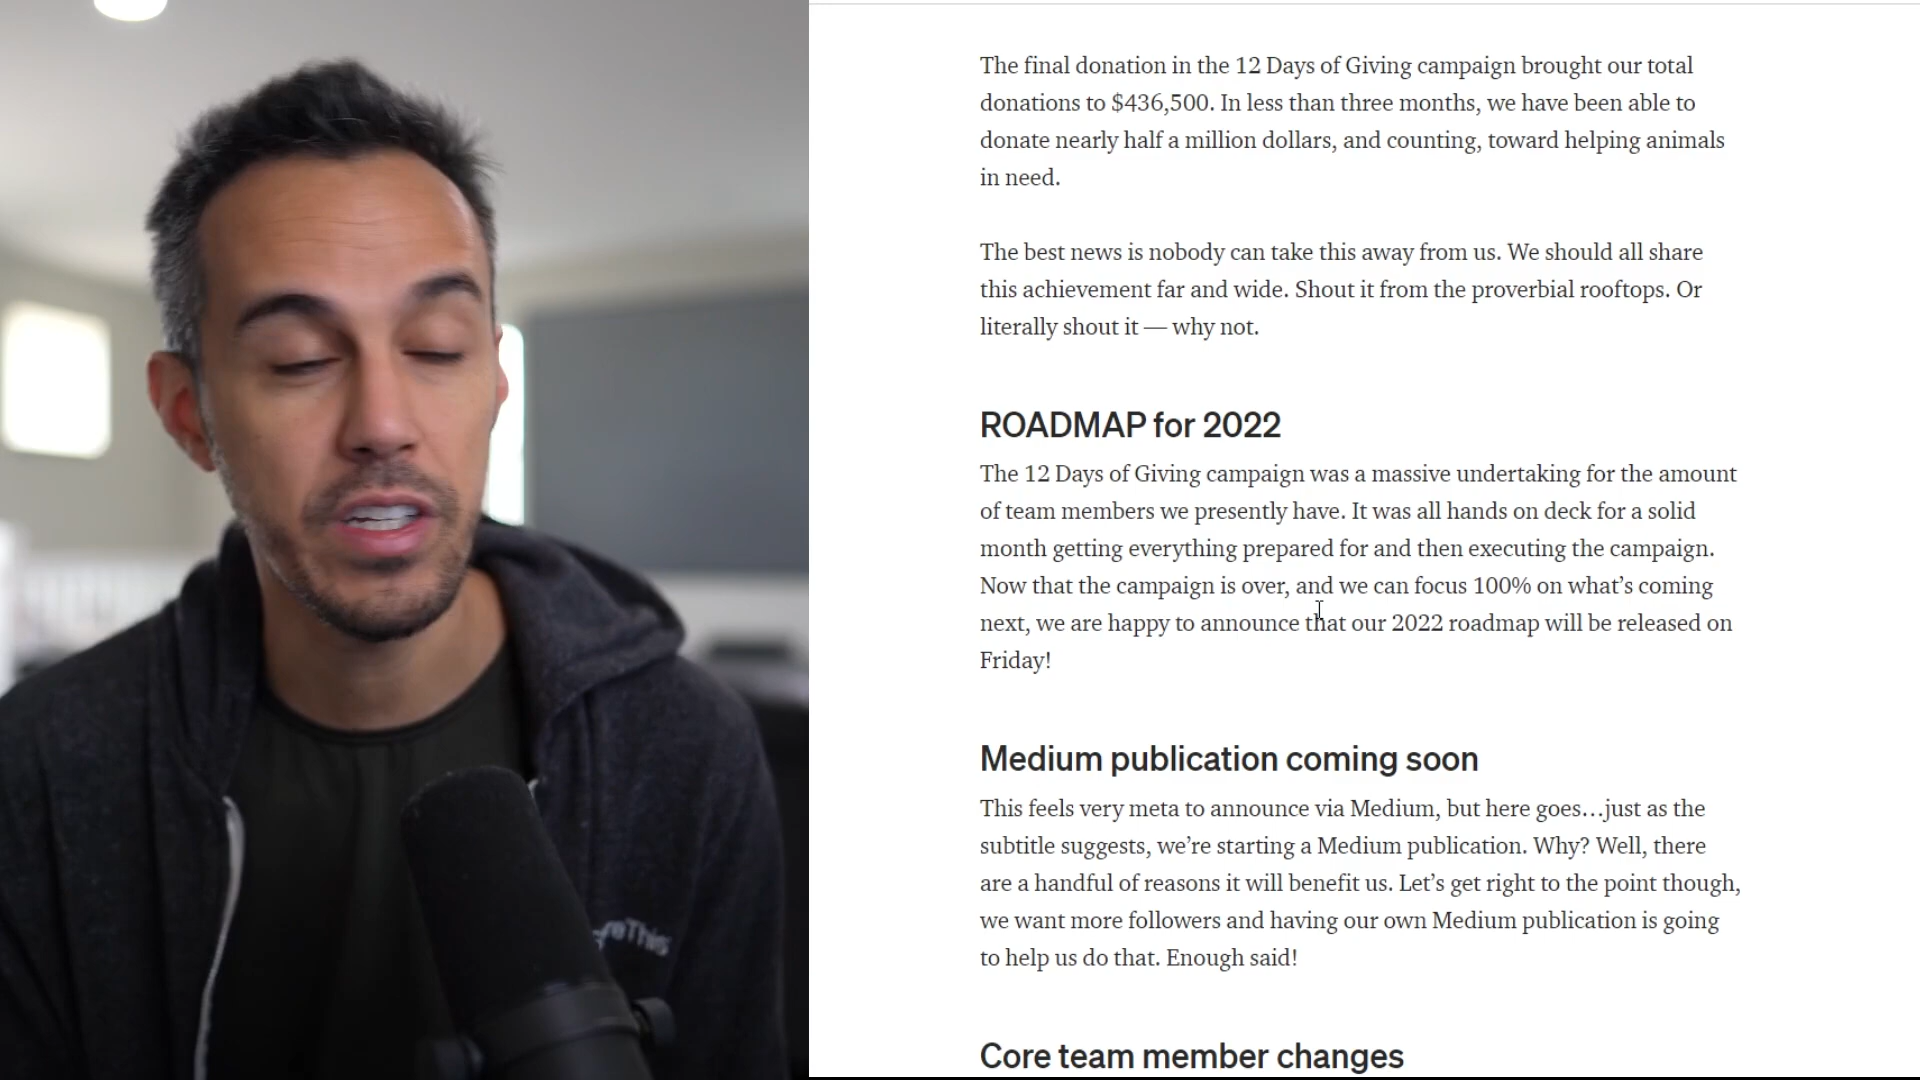 The final donation in the 12 Days of Giving campaign brought our total
donations to $436,500. In less than three months, we have been able to
donate nearly half a million dollars, and counting, toward helping animals
in need.
The best news is nobody can take this away from us. We should all share
this achievement far and wide. Shout it from the proverbial rooftops. Or
literally shout it — why not.
ROADMAP for 2022
The 12 Days of Giving campaign was a massive undertaking for the amount
of team members we presently have. It was all hands on deck for a solid
month getting everything prepared for and then executing the campaign.
Now that the campaign is over, and we can focus 100% on what’s coming
next, we are happy to announce that our 2022 roadmap will be released on
Friday!
Medium publication coming soon
This feels very meta to announce via Medium, but here goes…just as the
subtitle suggests, we’re starting a Medium publication. Why? Well, there
are a handful of reasons it will benefit us. Let’s get right to the point though,
we want more followers and having our own Medium publication is going
to help us do that. Enough said!
Core team member changes